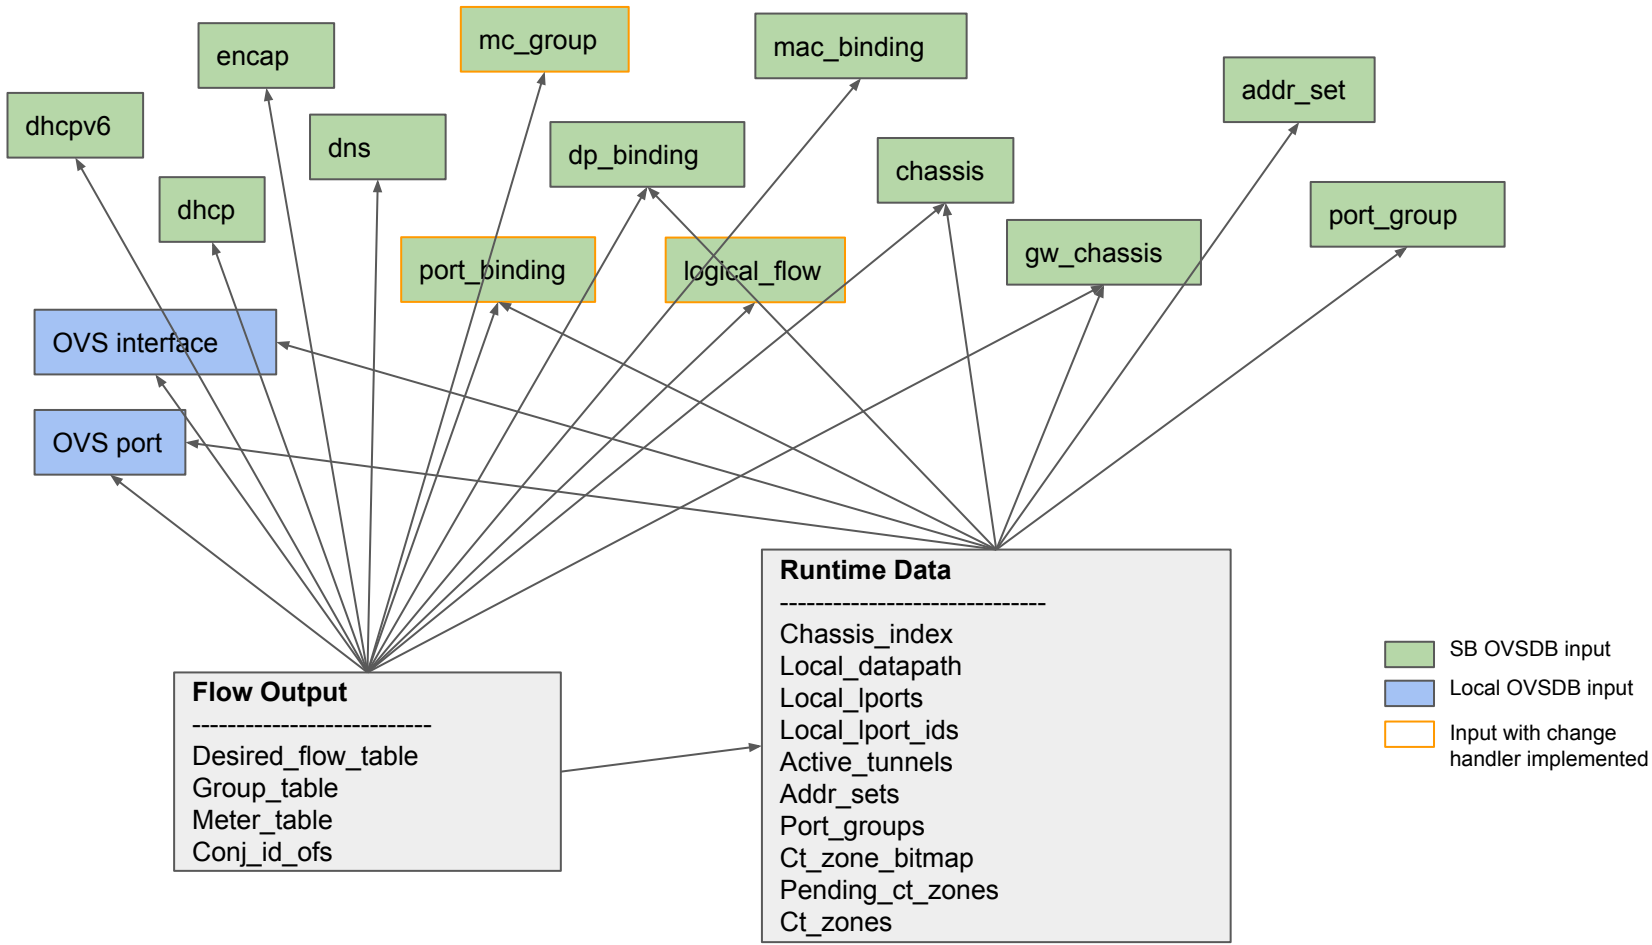 mc_group
mac_binding
encap
addr_set
dhcpv6
dns
dp_binding
chassis
dhcp
port_group
gw_chassis
port_binding
logical_flow
OVS interface
OVS port
Flow Output
---------------------------
Desired_flow_table
Group_table
Meter_table
Conj_id_ofs
Runtime Data
------------------------------
Chassis_index
Local_datapath
Local_lports
Local_lport_ids
Active_tunnels
Addr_sets
Port_groups
Ct_zone_bitmap
Pending_ct_zones
Ct_zones
SB OVSDB input
Local OVSDB input
Input with change
handler implemented